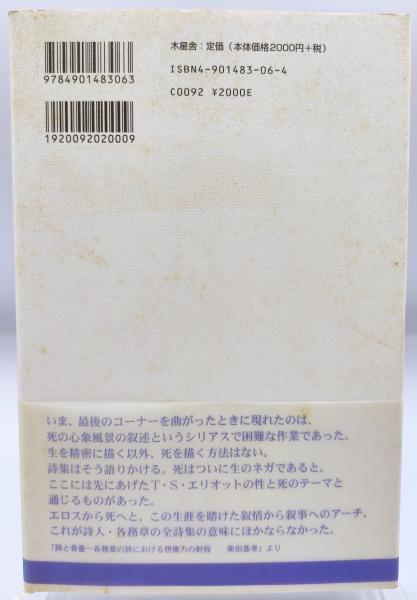 木星舎：定価（本体価格2000円＋税）
ISBN4-901483-06-4
C0092 ¥2000E
9784901483063
1920092020009
いま、最後のコーナーを曲がったときに現れたのは、
死の心象風景の叙述というシリアスで困難な作業であった。
生を精密に描く以外、死を描く方法はない。
詩集はそう語りかける。死はついに生のネガであると。
ここには先にあげたT・S・エリオットの性と死のテーマと
通じるものがあった。
エロスから死へと、この生涯を賭けた叙情から叙事へのアーチ、
これが詩人・各務章の全詩集の意味にほかならなかった。
「詩と骨董―各務章の詩における想像力の射程　柴田基孝」より